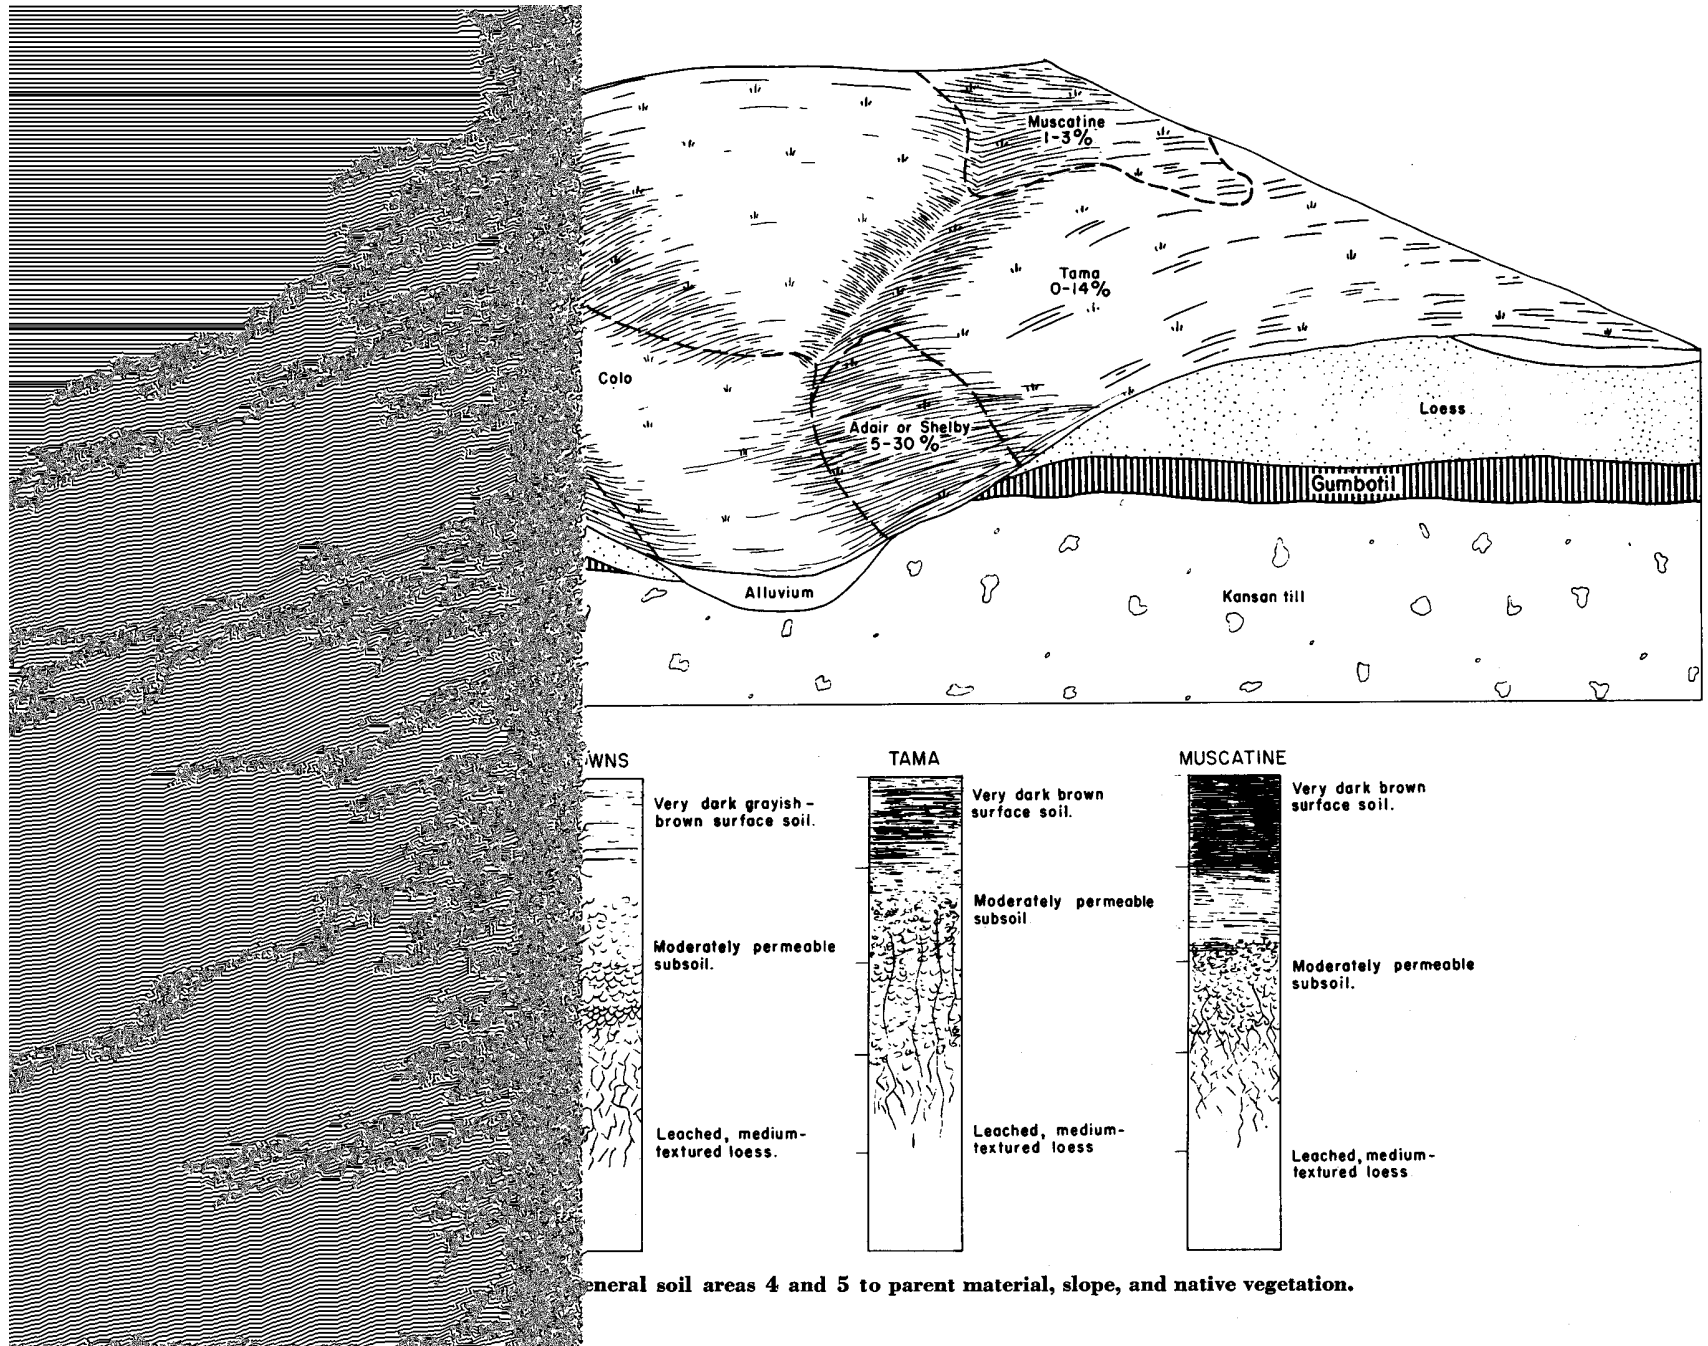 Muscatine
1-3%
Tama
0-14%
Colo
Adair or Shelby
5-30%
Loess
Gumbotil
Alluvium
Kansan till
WNS
Very dark grayish-
brown surface soil.
Moderately permeable
subsoil.
Leached, medium-
textured loess.
TAMA
Very dark brown
surface soil.
Moderately permeable
subsoil
Leached, medium-
textured loess
MUSCATINE
Very dark brown
surface soil.
Moderately permeable
subsoil.
Leached, medium-
textured loess
eneral soil areas 4 and 5 to parent material, slope, and native vegetation.